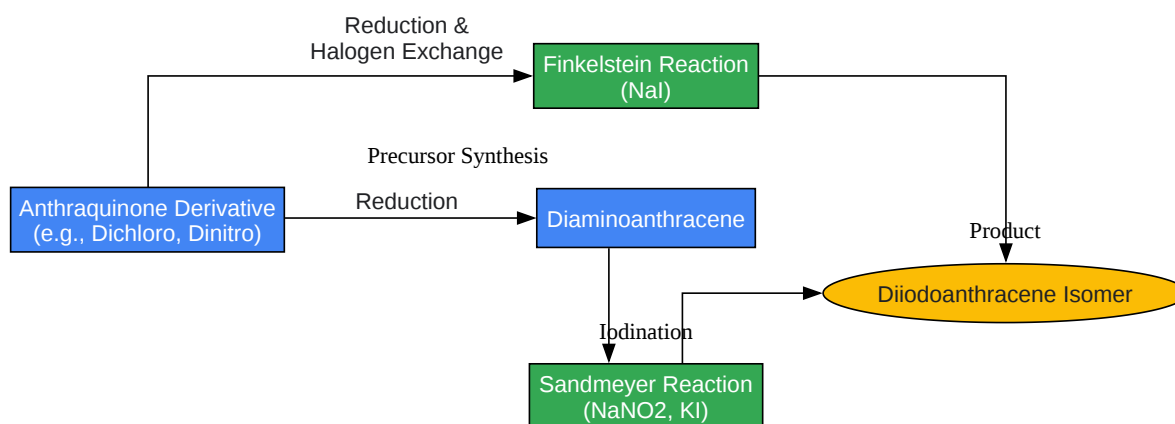 Reduction &
Halogen Exchange
Finkelstein Reaction
(NaI)
Precursor Synthesis
Anthraquinone Derivative
(e.g., Dichloro, Dinitro)
Reduction
Diaminoanthracene
Product
Diiodoanthracene Isomer
Iodination
Sandmeyer Reaction
(NaNO2, KI)